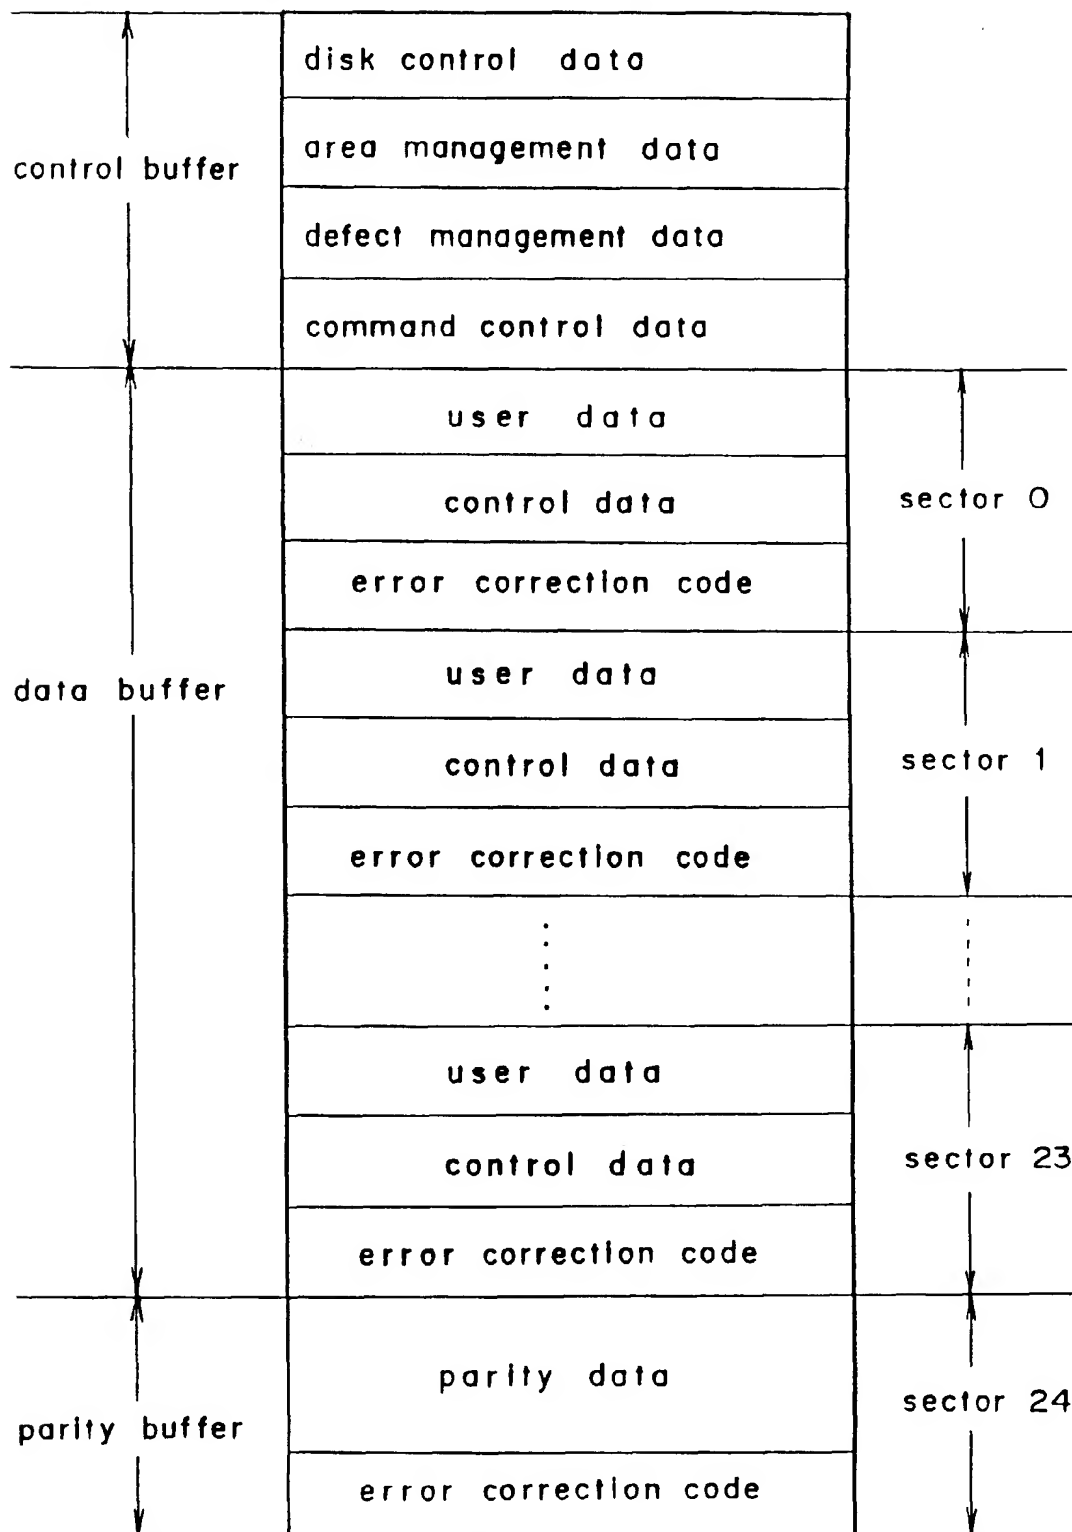 disk control data
area management data
control buffer
defect management data
command control data
user data
control data
sector 0
error correction code
user data
data buffer
control data
sector 1
error correction code
user data
control data
sector 23
error correction code
parity data
sector 24
parity buffer
error correction code